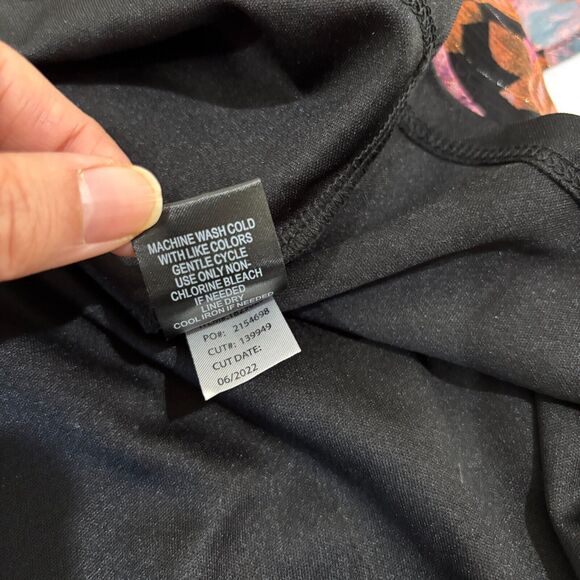 MACHINE WASH COLD
WITH LIKE COLORS
GENTLE CYCLE
USE ONLY NON-
CHLORINE BLEACH
IF NEEDED
LINE DRY
COOL IRON IF NEEDED
PO#: 2154698
CUT#: 139949
CUT DATE:
06/2022